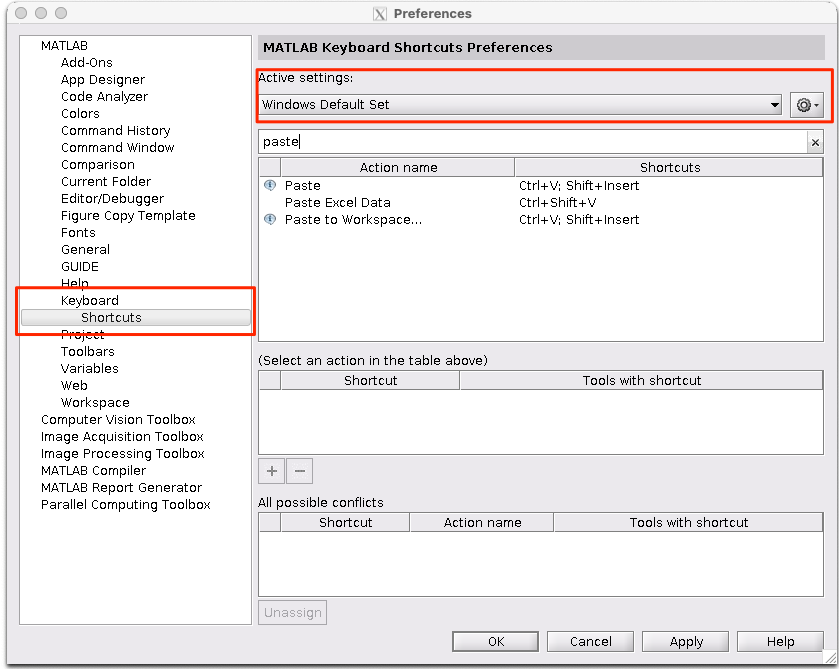 Preferences
MATLAB
Add-Ons
App Designer
Code Analyzer
Colors
Command History
Command Window
Comparison
Current Folder
Editor/Debugger
Figure Copy Template
Fonts
General
GUIDE
Help
Keyboard
Shortcuts
Project
Toolbars
Variables
Web
Workspace
Computer Vision Toolbox
Image Acquisition Toolbox
Image Processing Toolbox
MATLAB Compiler
MATLAB Report Generator
Parallel Computing Toolbox
MATLAB Keyboard Shortcuts Preferences
Active settings:
Windows Default Set
paste
Action name Shortcuts
Paste Ctrl+V; Shift+Insert
Paste Excel Data Ctrl+Shift+V
Paste to Workspace... Ctrl+V; Shift+Insert
(Select an action in the table above)
Shortcut Tools with shortcut
All possible conflicts
Shortcut Action name Tools with shortcut
Unassign
OK Cancel Apply Help